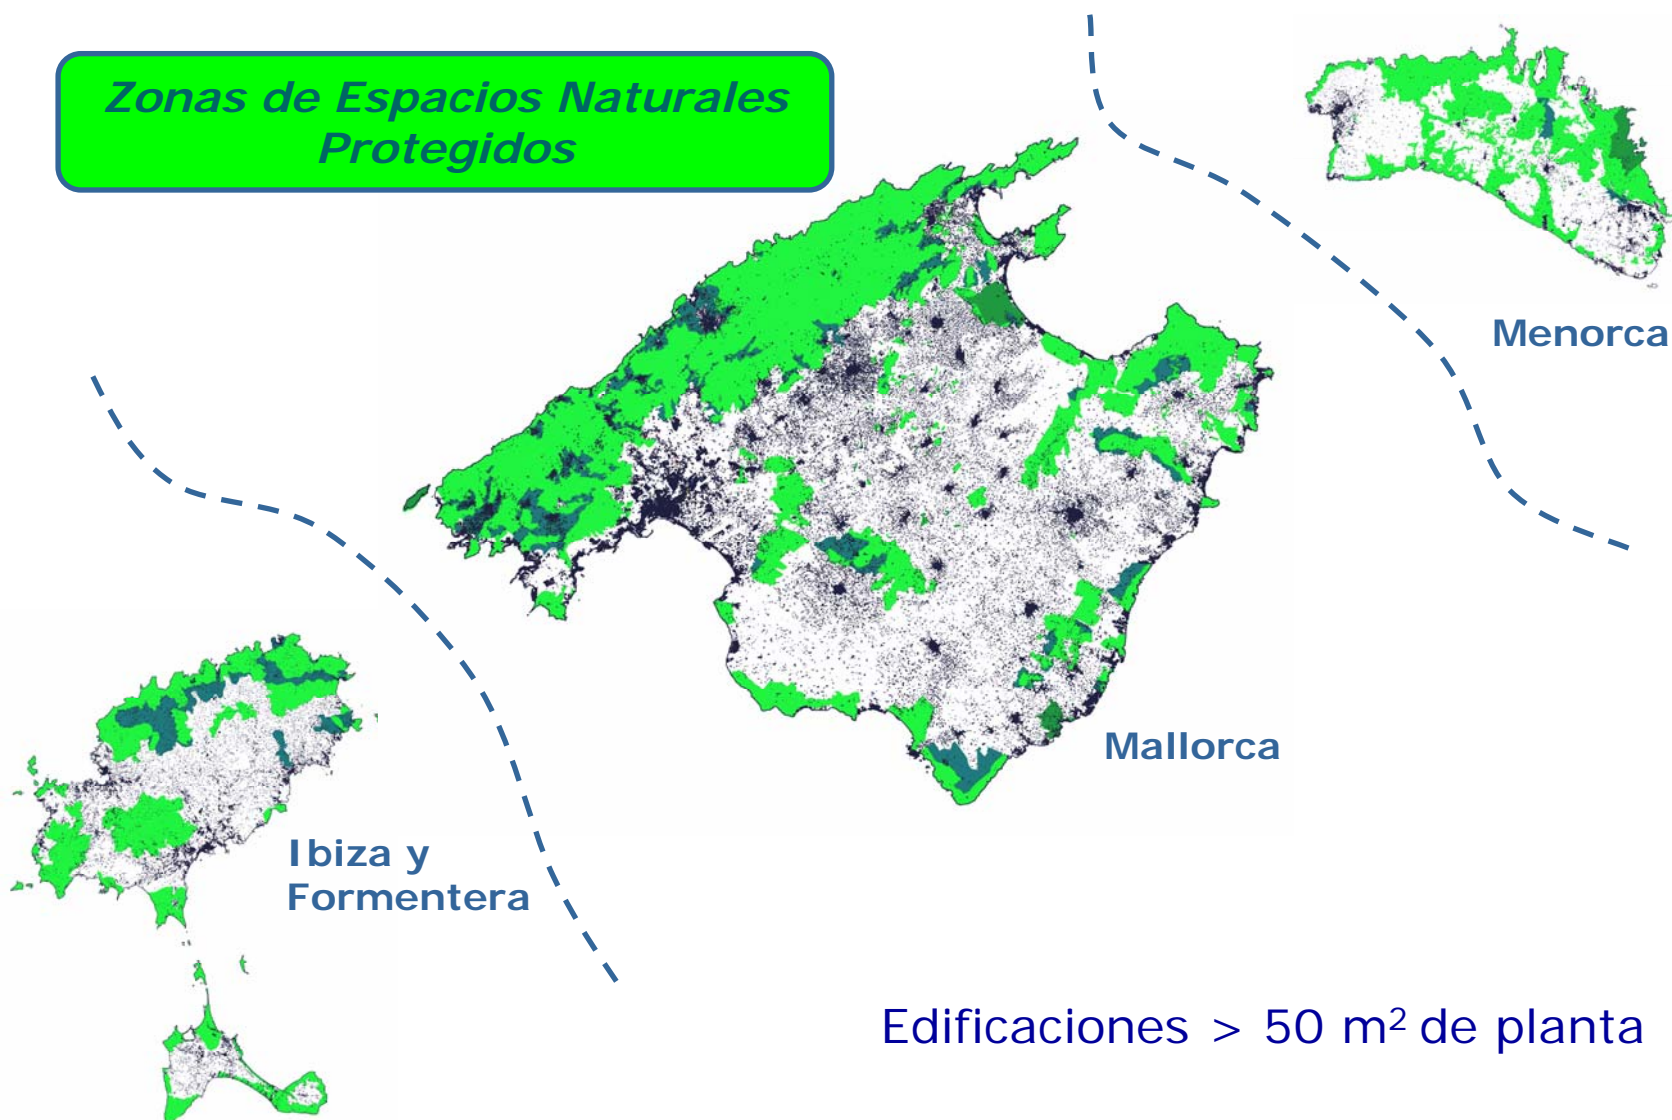 Zonas de Espacios Naturales
Protegidos
Menorca
Mallorca
Ibiza y
Formentera
Edificaciones > 50 m² de planta